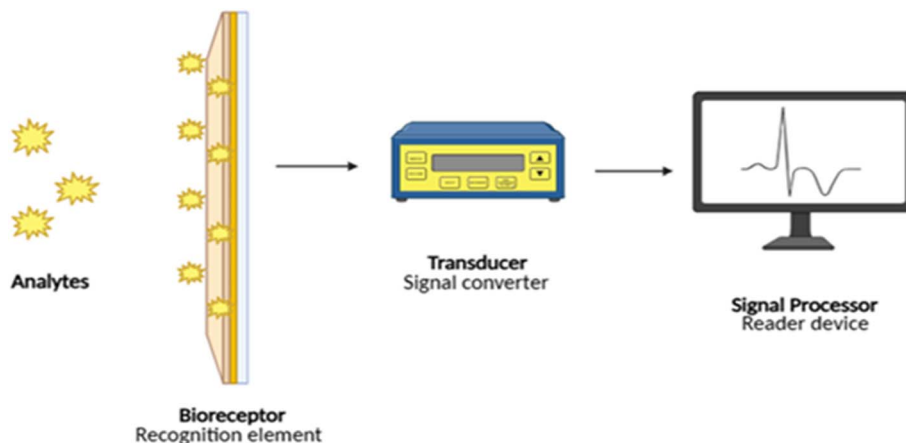 Analytes
Bioreceptor
Recognition element
Transducer
Signal converter
Signal Processor
Reader device